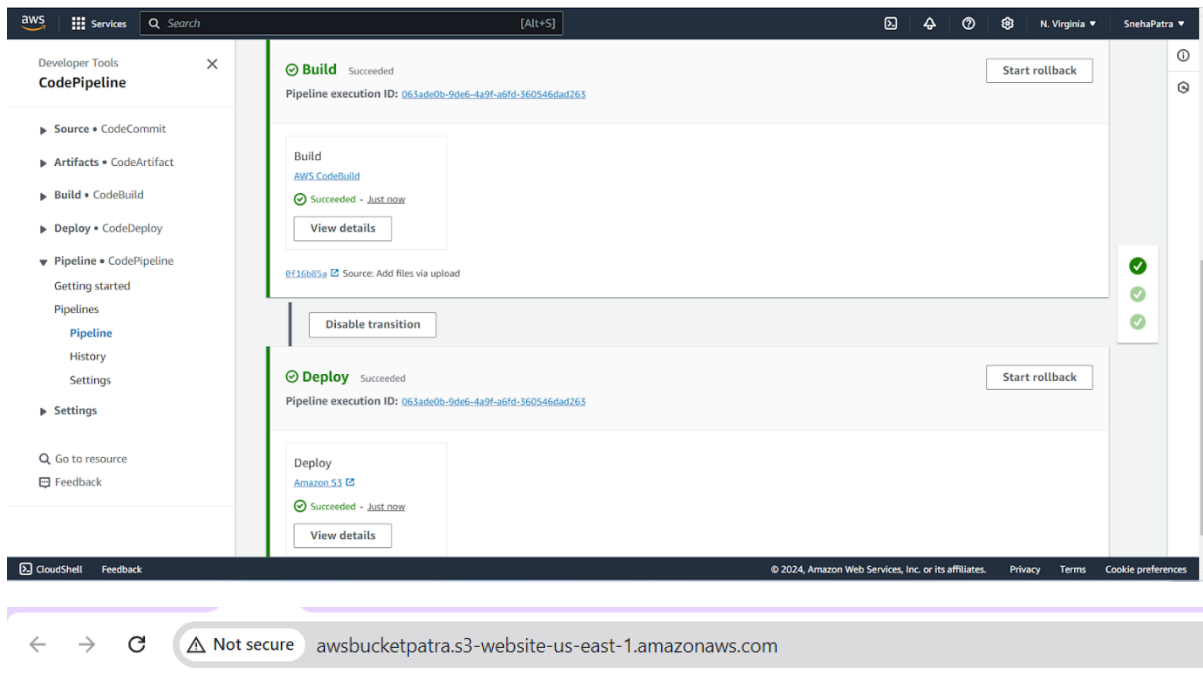 aws Services Search [Alt+S] N. Virginia ▼ SnehaPatra ▼
Developer Tools
CodePipeline
Source • CodeCommit
Artifacts • CodeArtifact
Build • CodeBuild
Deploy • CodeDeploy
Pipeline • CodePipeline
Getting started
Pipelines
Pipeline
History
Settings
Settings
Go to resource
Feedback
Build Succeeded
Start rollback
Pipeline execution ID: 063ade0b-9de6-4a9f-a6fd-360546dad263
Build
AWS CodeBuild
Succeeded - Just now
View details
0f16b85a Source: Add files via upload
Disable transition
Deploy Succeeded
Start rollback
Pipeline execution ID: 063ade0b-9de6-4a9f-a6fd-360546dad263
Deploy
Amazon S3
Succeeded - Just now
View details
CloudShell Feedback © 2024, Amazon Web Services, Inc. or its affiliates. Privacy Terms Cookie preferences
Not secure awsbucketpatra.s3-website-us-east-1.amazonaws.com